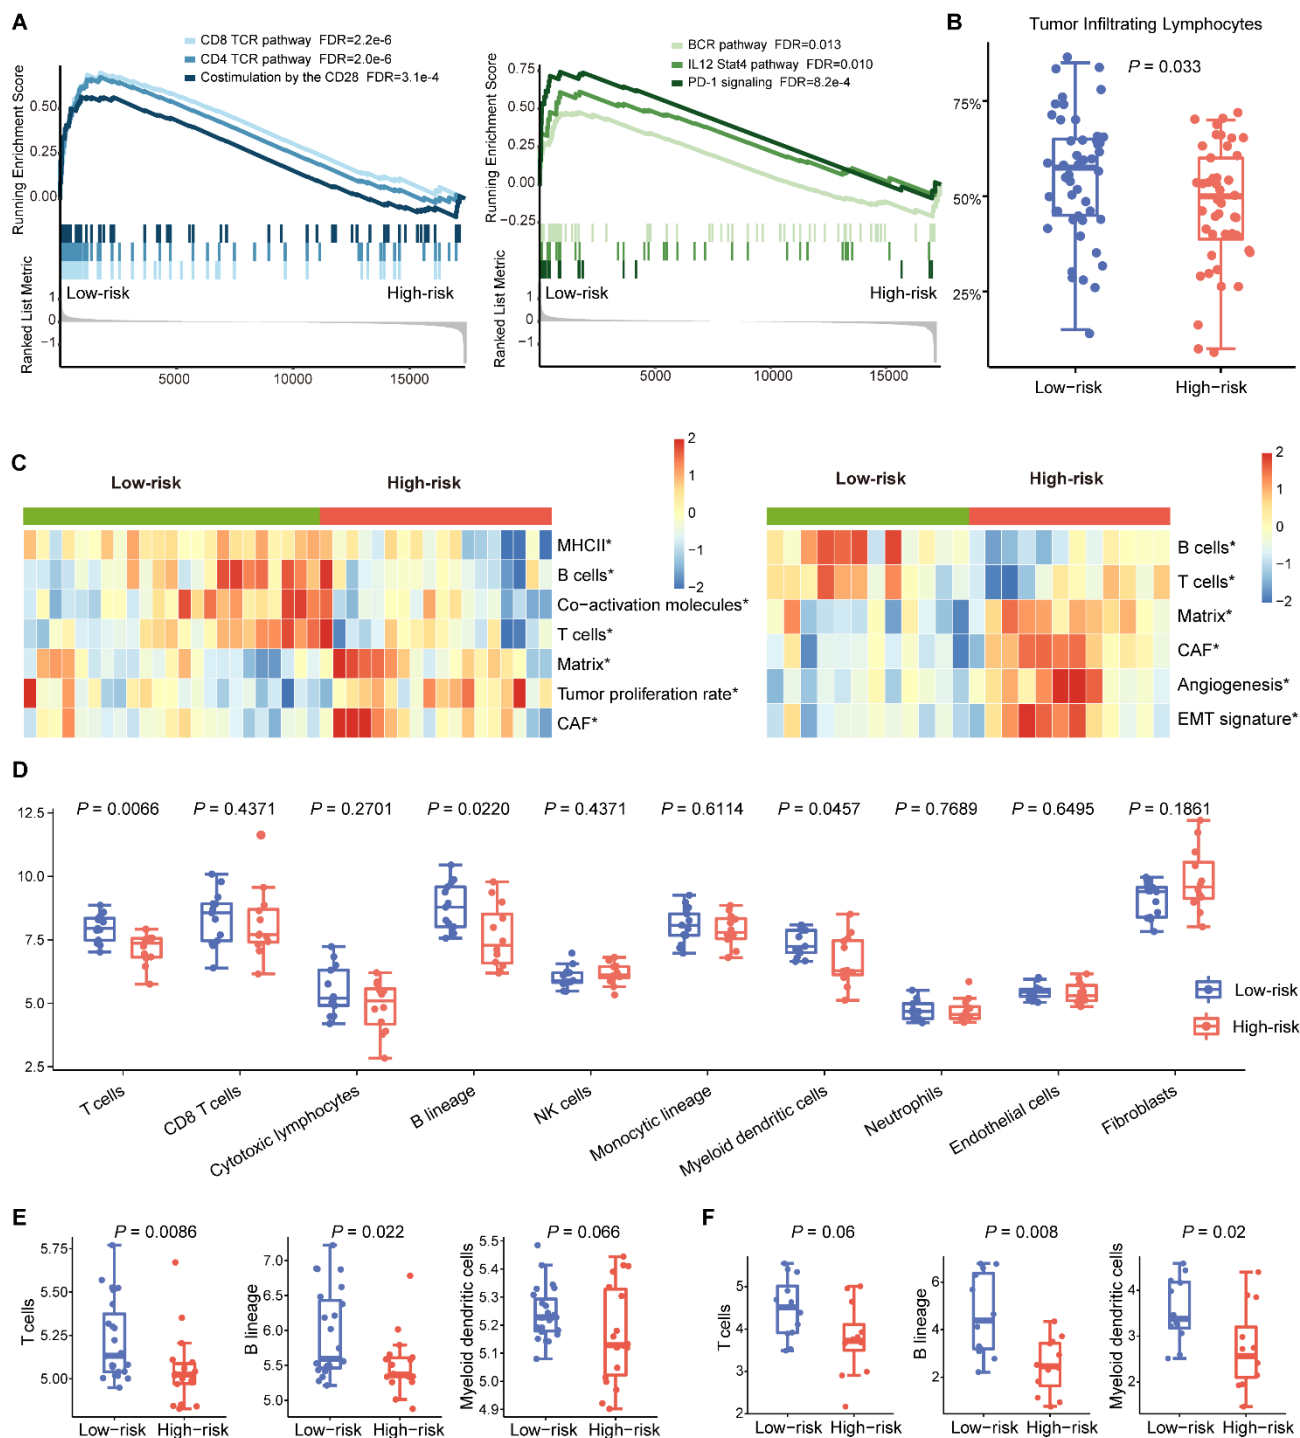 A
CD8 TCR pathway FDR=2.2e-6
CD4 TCR pathway FDR=2.0e-6
Costimulation by the CD28 FDR=3.1e-4
Running Enrichment Score
0.50
0.25
0.00
Ranked List Metric
Low-risk
High-risk
1
0
−1
5000
10000
15000
BCR pathway FDR=0.013
IL12 Stat4 pathway FDR=0.010
PD-1 signaling FDR=8.2e-4
Running Enrichment Score
0.75
0.50
0.25
0.00
−0.25
Ranked List Metric
Low-risk
High-risk
1
0
−1
5000
10000
15000
B
Tumor Infiltrating Lymphocytes
P = 0.033
75%
50%
25%
Low−risk
High−risk
C
Low-risk
High-risk
MHCII*
B cells*
Co-activation molecules*
T cells*
Matrix*
Tumor proliferation rate*
CAF*
2
1
0
−1
−2
Low-risk
High-risk
B cells*
T cells*
Matrix*
CAF*
Angiogenesis*
EMT signature*
2
1
0
−1
−2
D
P = 0.0066
P = 0.4371
P = 0.2701
P = 0.0220
P = 0.4371
P = 0.6114
P = 0.0457
P = 0.7689
P = 0.6495
P = 0.1861
12.5
10.0
7.5
5.0
2.5
T cells
CD8 T cells
Cytotoxic lymphocytes
B lineage
NK cells
Monocytic lineage
Myeloid dendritic cells
Neutrophils
Endothelial cells
Fibroblasts
Low−risk
High−risk
E
P = 0.0086
T cells
5.75
5.50
5.25
5.00
Low−risk
High−risk
P = 0.022
B lineage
7.0
6.5
6.0
5.5
5.0
Low−risk
High−risk
P = 0.066
Myeloid dendritic cells
5.5
5.4
5.3
5.2
5.1
5.0
4.9
Low−risk
High−risk
F
P = 0.06
T cells
5
4
3
2
Low−risk
High−risk
P = 0.008
B lineage
6
4
2
Low−risk
High−risk
P = 0.02
Myeloid dendritic cells
4
3
2
Low−risk
High−risk